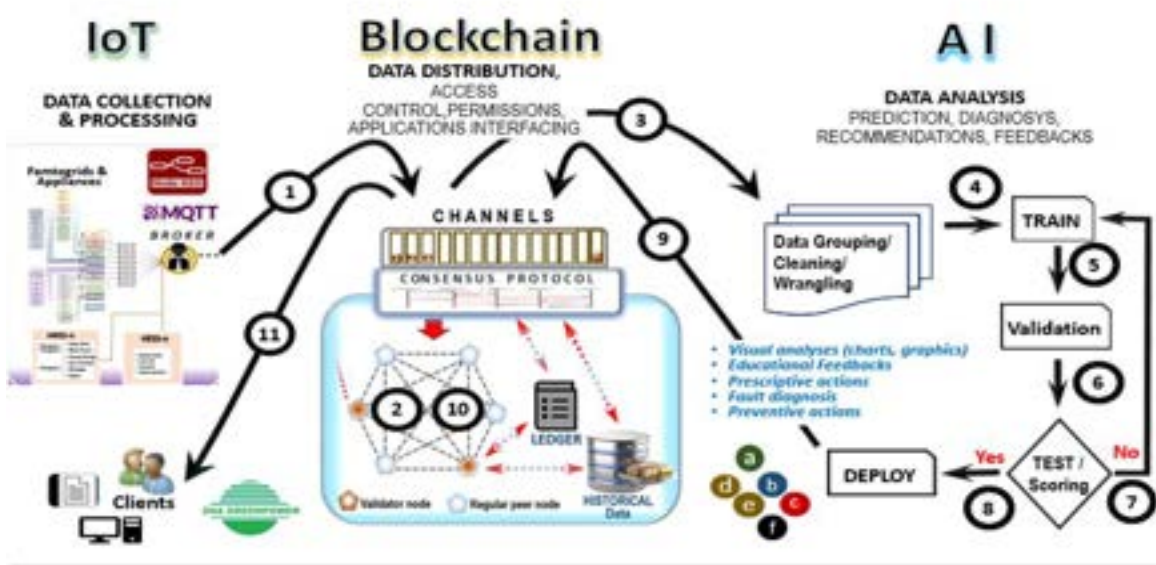 IoT
DATA COLLECTION
& PROCESSING
Femtogrids &
Appliances
MQTT
BROKER
1
11
Clients
Blockchain
DATA DISTRIBUTION,
ACCESS
CONTROL,PERMISSIONS,
APPLICATIONS INTERFACING
3
CHANNELS
CONSENSUS PROTOCOL
9
2
10
LEDGER
HISTORICAL
Data
Validator node
Regular peer node
A I
DATA ANALYSIS
PREDICTION, DIAGNOSYS,
RECOMMENDATIONS, FEEDBACKS
4
TRAIN
Data Grouping/
Cleaning/
Wrangling
5
Validation
6
• Visual analyses (charts, graphics)
• Educational Feedbacks
• Prescriptive actions
• Fault diagnosis
• Preventive actions
a
d
b
e
c
f
DEPLOY
Yes
TEST /
Scoring
No
8
7